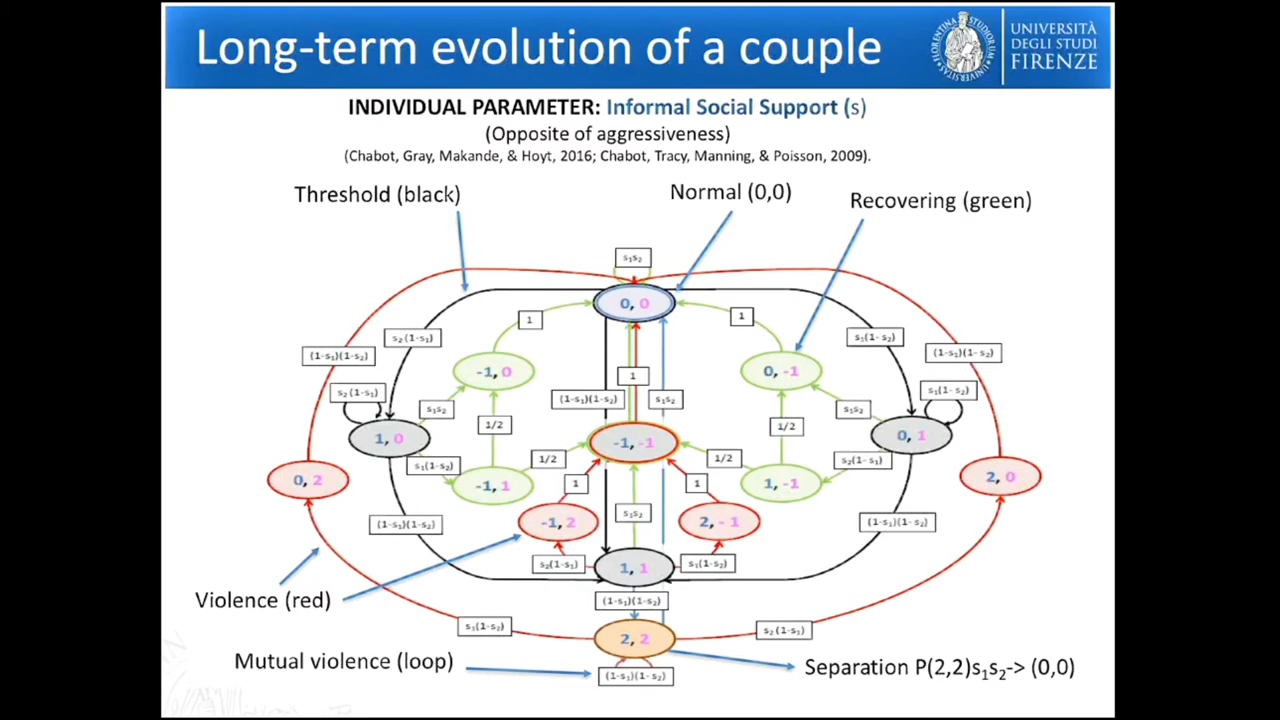 Long-term evolution of a couple
UNIVERSITÀ
DEGLI STUDI
FIRENZE
INDIVIDUAL PARAMETER: Informal Social Support (s)
(Opposite of aggressiveness)
(Chabot, Gray, Makande, & Hoyt, 2016; Chabot, Tracy, Manning, & Poisson, 2009).
Threshold (black)
Normal (0,0)
Recovering (green)
s₁s₂
0, 0
1
1
s₂(1-s₁)
s₁(1-s₂)
(1-s₁)(1-s₂)
(1-s₁)(1-s₂)
-1, 0
1
0, -1
s₂(1-s₁)
(1-s₁)(1-s₂)
s₁s₂
s₁(1-s₂)
s₁s₂
s₁s₂
1/2
1/2
1, 0
-1, -1
0, 1
s₁(1-s₂)
1/2
1/2
s₂(1-s₁)
0, 2
-1, 1
1
1
1, -1
2, 0
(1-s₁)(1-s₂)
-1, 2
s₁s₂
2, - 1
(1-s₁)(1-s₂)
s₂(1-s₁)
1, 1
s₁(1-s₂)
Violence (red)
(1-s₁)(1-s₂)
s₁(1-s₂)
2, 2
s₂(1-s₁)
Mutual violence (loop)
(1-s₁)(1-s₂)
Separation P(2,2)s₁s₂-> (0,0)